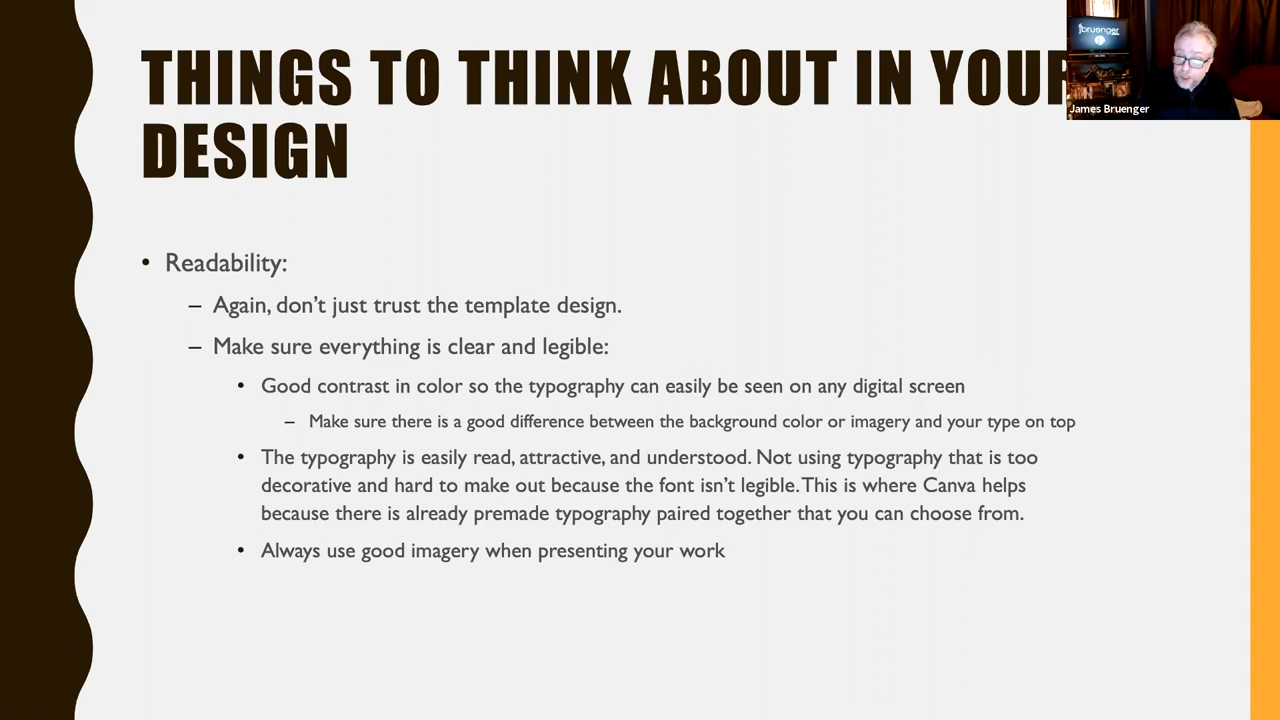 THINGS TO THINK ABOUT IN YOUR
DESIGN
jbruenger
James Bruenger
• Readability:
– Again, don’t just trust the template design.
– Make sure everything is clear and legible:
• Good contrast in color so the typography can easily be seen on any digital screen
– Make sure there is a good difference between the background color or imagery and your type on top
• The typography is easily read, attractive, and understood. Not using typography that is too
decorative and hard to make out because the font isn’t legible. This is where Canva helps
because there is already premade typography paired together that you can choose from.
• Always use good imagery when presenting your work